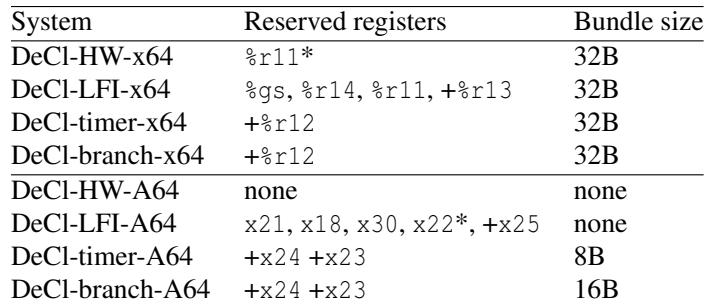 System Reserved registers Bundle size
DeCl-HW-x64 %r11* 32B
DeCl-LFI-x64 %gs, %r14, %r11, +%r13 32B
DeCl-timer-x64 +%r12 32B
DeCl-branch-x64 +%r12 32B
DeCl-HW-A64 none none
DeCl-LFI-A64 x21, x18, x30, x22*, +x25 none
DeCl-timer-A64 +x24 +x23 8B
DeCl-branch-A64 +x24 +x23 16B